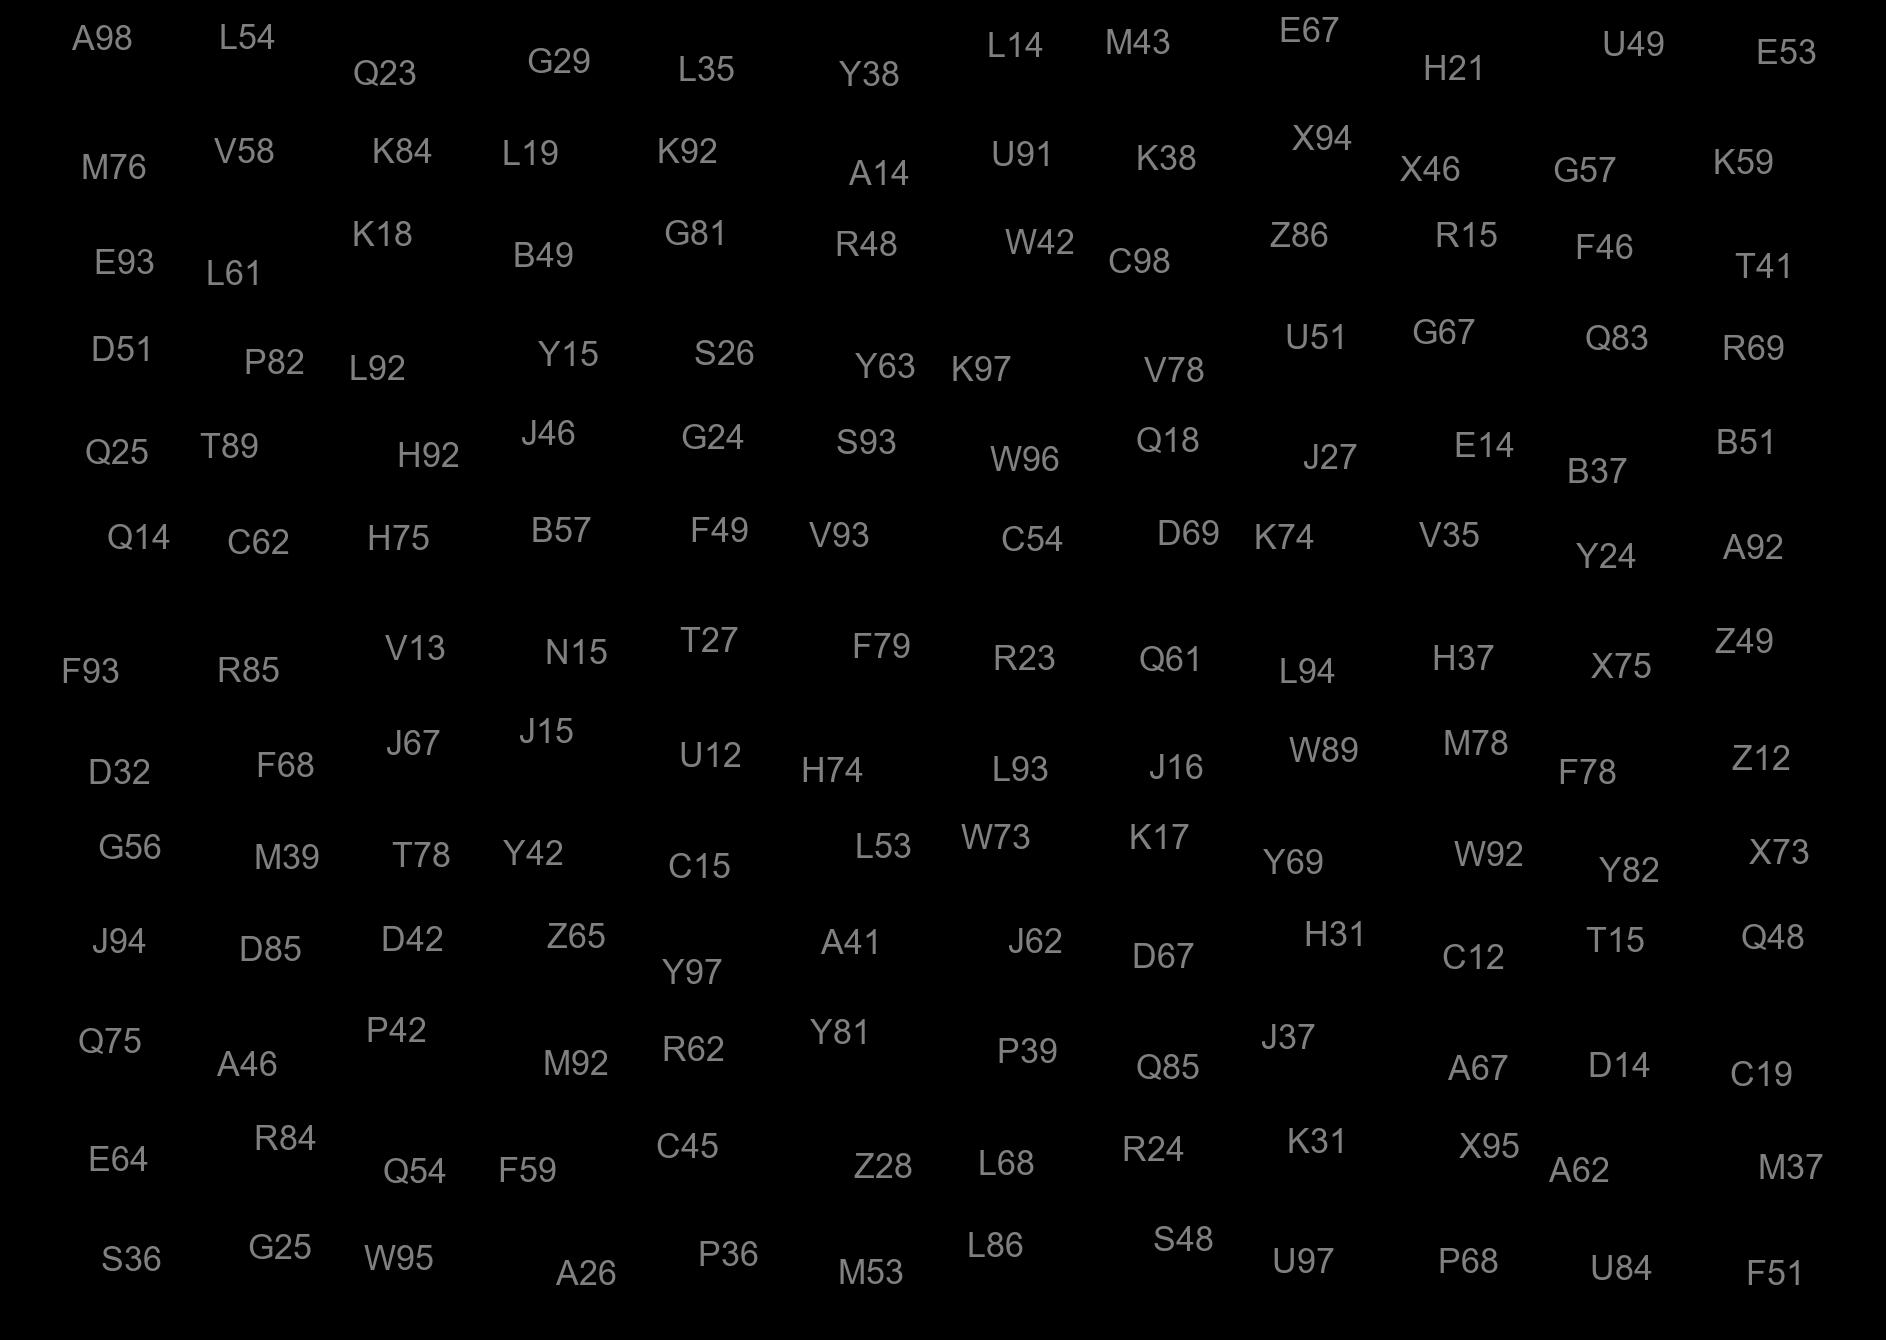 A98 L54 Q23 G29 L35 Y38 L14 M43 E67 H21 U49 E53
M76 V58 K84 L19 K92 A14 U91 K38 X94 X46 G57 K59
E93 L61 K18 B49 G81 R48 W42 C98 Z86 R15 F46 T41
D51 P82 L92 Y15 S26 Y63 K97 V78 U51 G67 Q83 R69
Q25 T89 H92 J46 G24 S93 W96 Q18 J27 E14 B37 B51
Q14 C62 H75 B57 F49 V93 C54 D69 K74 V35 Y24 A92
F93 R85 V13 N15 T27 F79 R23 Q61 L94 H37 X75 Z49
D32 F68 J67 J15 U12 H74 L93 J16 W89 M78 F78 Z12
G56 M39 T78 Y42 C15 L53 W73 K17 Y69 W92 Y82 X73
J94 D85 D42 Z65 Y97 A41 J62 D67 H31 C12 T15 Q48
Q75 A46 P42 M92 R62 Y81 P39 Q85 J37 A67 D14 C19
E64 R84 Q54 F59 C45 Z28 L68 R24 K31 X95 A62 M37
S36 G25 W95 A26 P36 M53 L86 S48 U97 P68 U84 F51